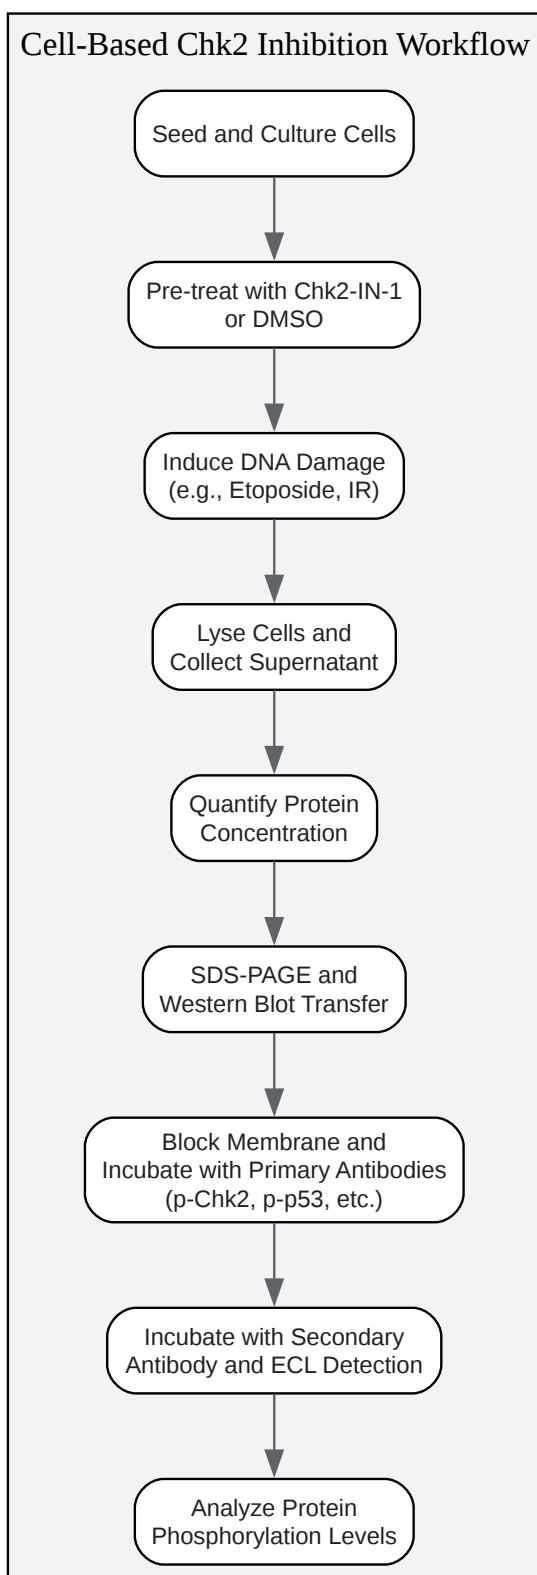 Cell-Based Chk2 Inhibition Workflow
Seed and Culture Cells
Pre-treat with Chk2-IN-1
or DMSO
Induce DNA Damage
(e.g., Etoposide, IR)
Lyse Cells and
Collect Supernatant
Quantify Protein
Concentration
SDS-PAGE and
Western Blot Transfer
Block Membrane and
Incubate with Primary Antibodies
(p-Chk2, p-p53, etc.)
Incubate with Secondary
Antibody and ECL Detection
Analyze Protein
Phosphorylation Levels